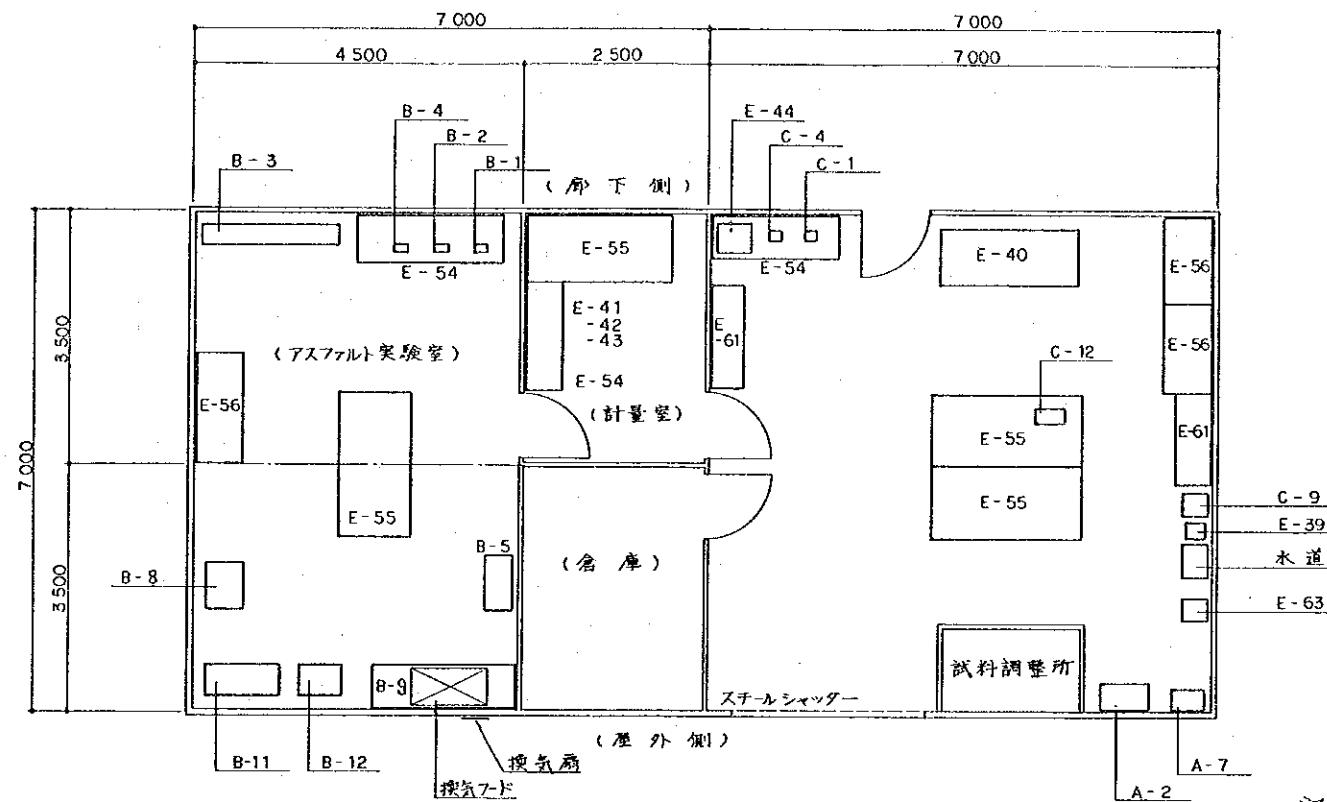 7 000
7 000
4 500
2 500
7 000
B-4
B-2
B-1
B-3
E-44
C-4
C-1
(廊下側)
E-54
E-55
E-54
E-40
E-56
E-56
E-41
-42
-43
E-54
E
-61
(アスファルト実験室)
(計量室)
C-12
E-56
E-55
E-55
E-55
E-61
3,500
7 000
3 500
C-9
E-39
水道
E-63
B-5
(倉庫)
B-8
試料調整所
スチールシャッター
B-9
(屋外側)
B-11
B-12
換気扇
換気フード
A-7
A-2